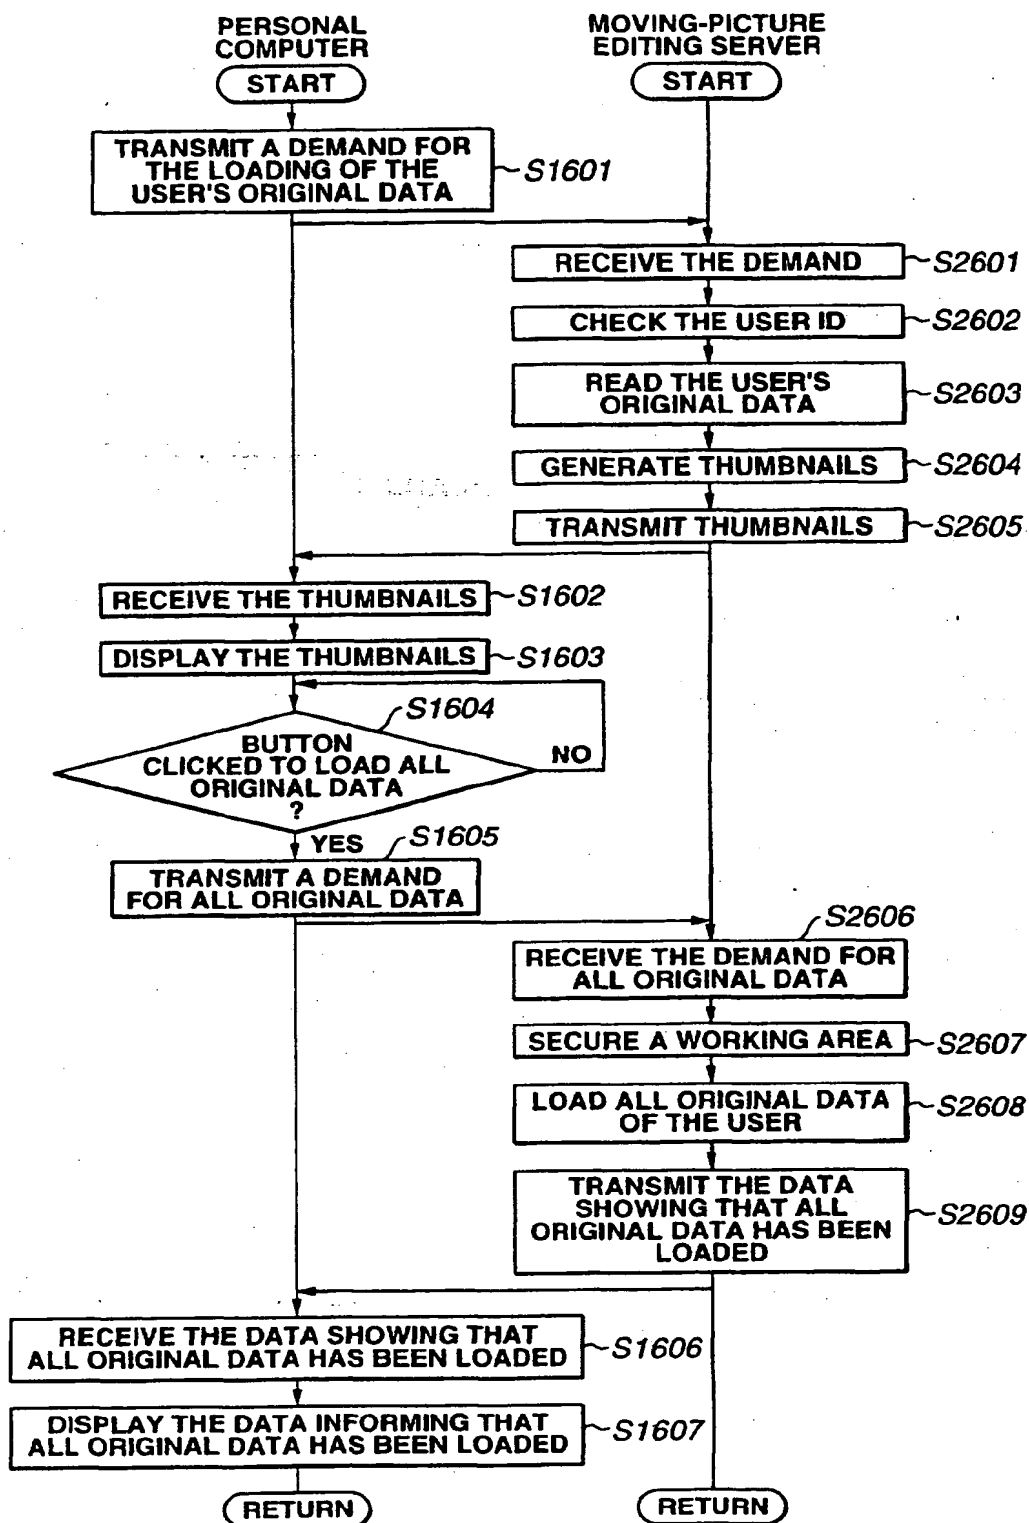 PERSONAL
COMPUTER
START
MOVING-PICTURE
EDITING SERVER
START
TRANSMIT A DEMAND FOR
THE LOADING OF THE
USER'S ORIGINAL DATA
S1601
RECEIVE THE DEMAND
S2601
CHECK THE USER ID
S2602
READ THE USER'S
ORIGINAL DATA
S2603
GENERATE THUMBNAILS
S2604
TRANSMIT THUMBNAILS
S2605
RECEIVE THE THUMBNAILS
S1602
DISPLAY THE THUMBNAILS
S1603
S1604
BUTTON
CLICKED TO LOAD ALL
ORIGINAL DATA
?
NO
YES
S1605
TRANSMIT A DEMAND
FOR ALL ORIGINAL DATA
S2606
RECEIVE THE DEMAND FOR
ALL ORIGINAL DATA
SECURE A WORKING AREA
S2607
LOAD ALL ORIGINAL DATA
OF THE USER
S2608
TRANSMIT THE DATA
SHOWING THAT ALL
ORIGINAL DATA HAS BEEN
LOADED
S2609
RECEIVE THE DATA SHOWING THAT
ALL ORIGINAL DATA HAS BEEN LOADED
S1606
DISPLAY THE DATA INFORMING THAT
ALL ORIGINAL DATA HAS BEEN LOADED
S1607
RETURN
RETURN